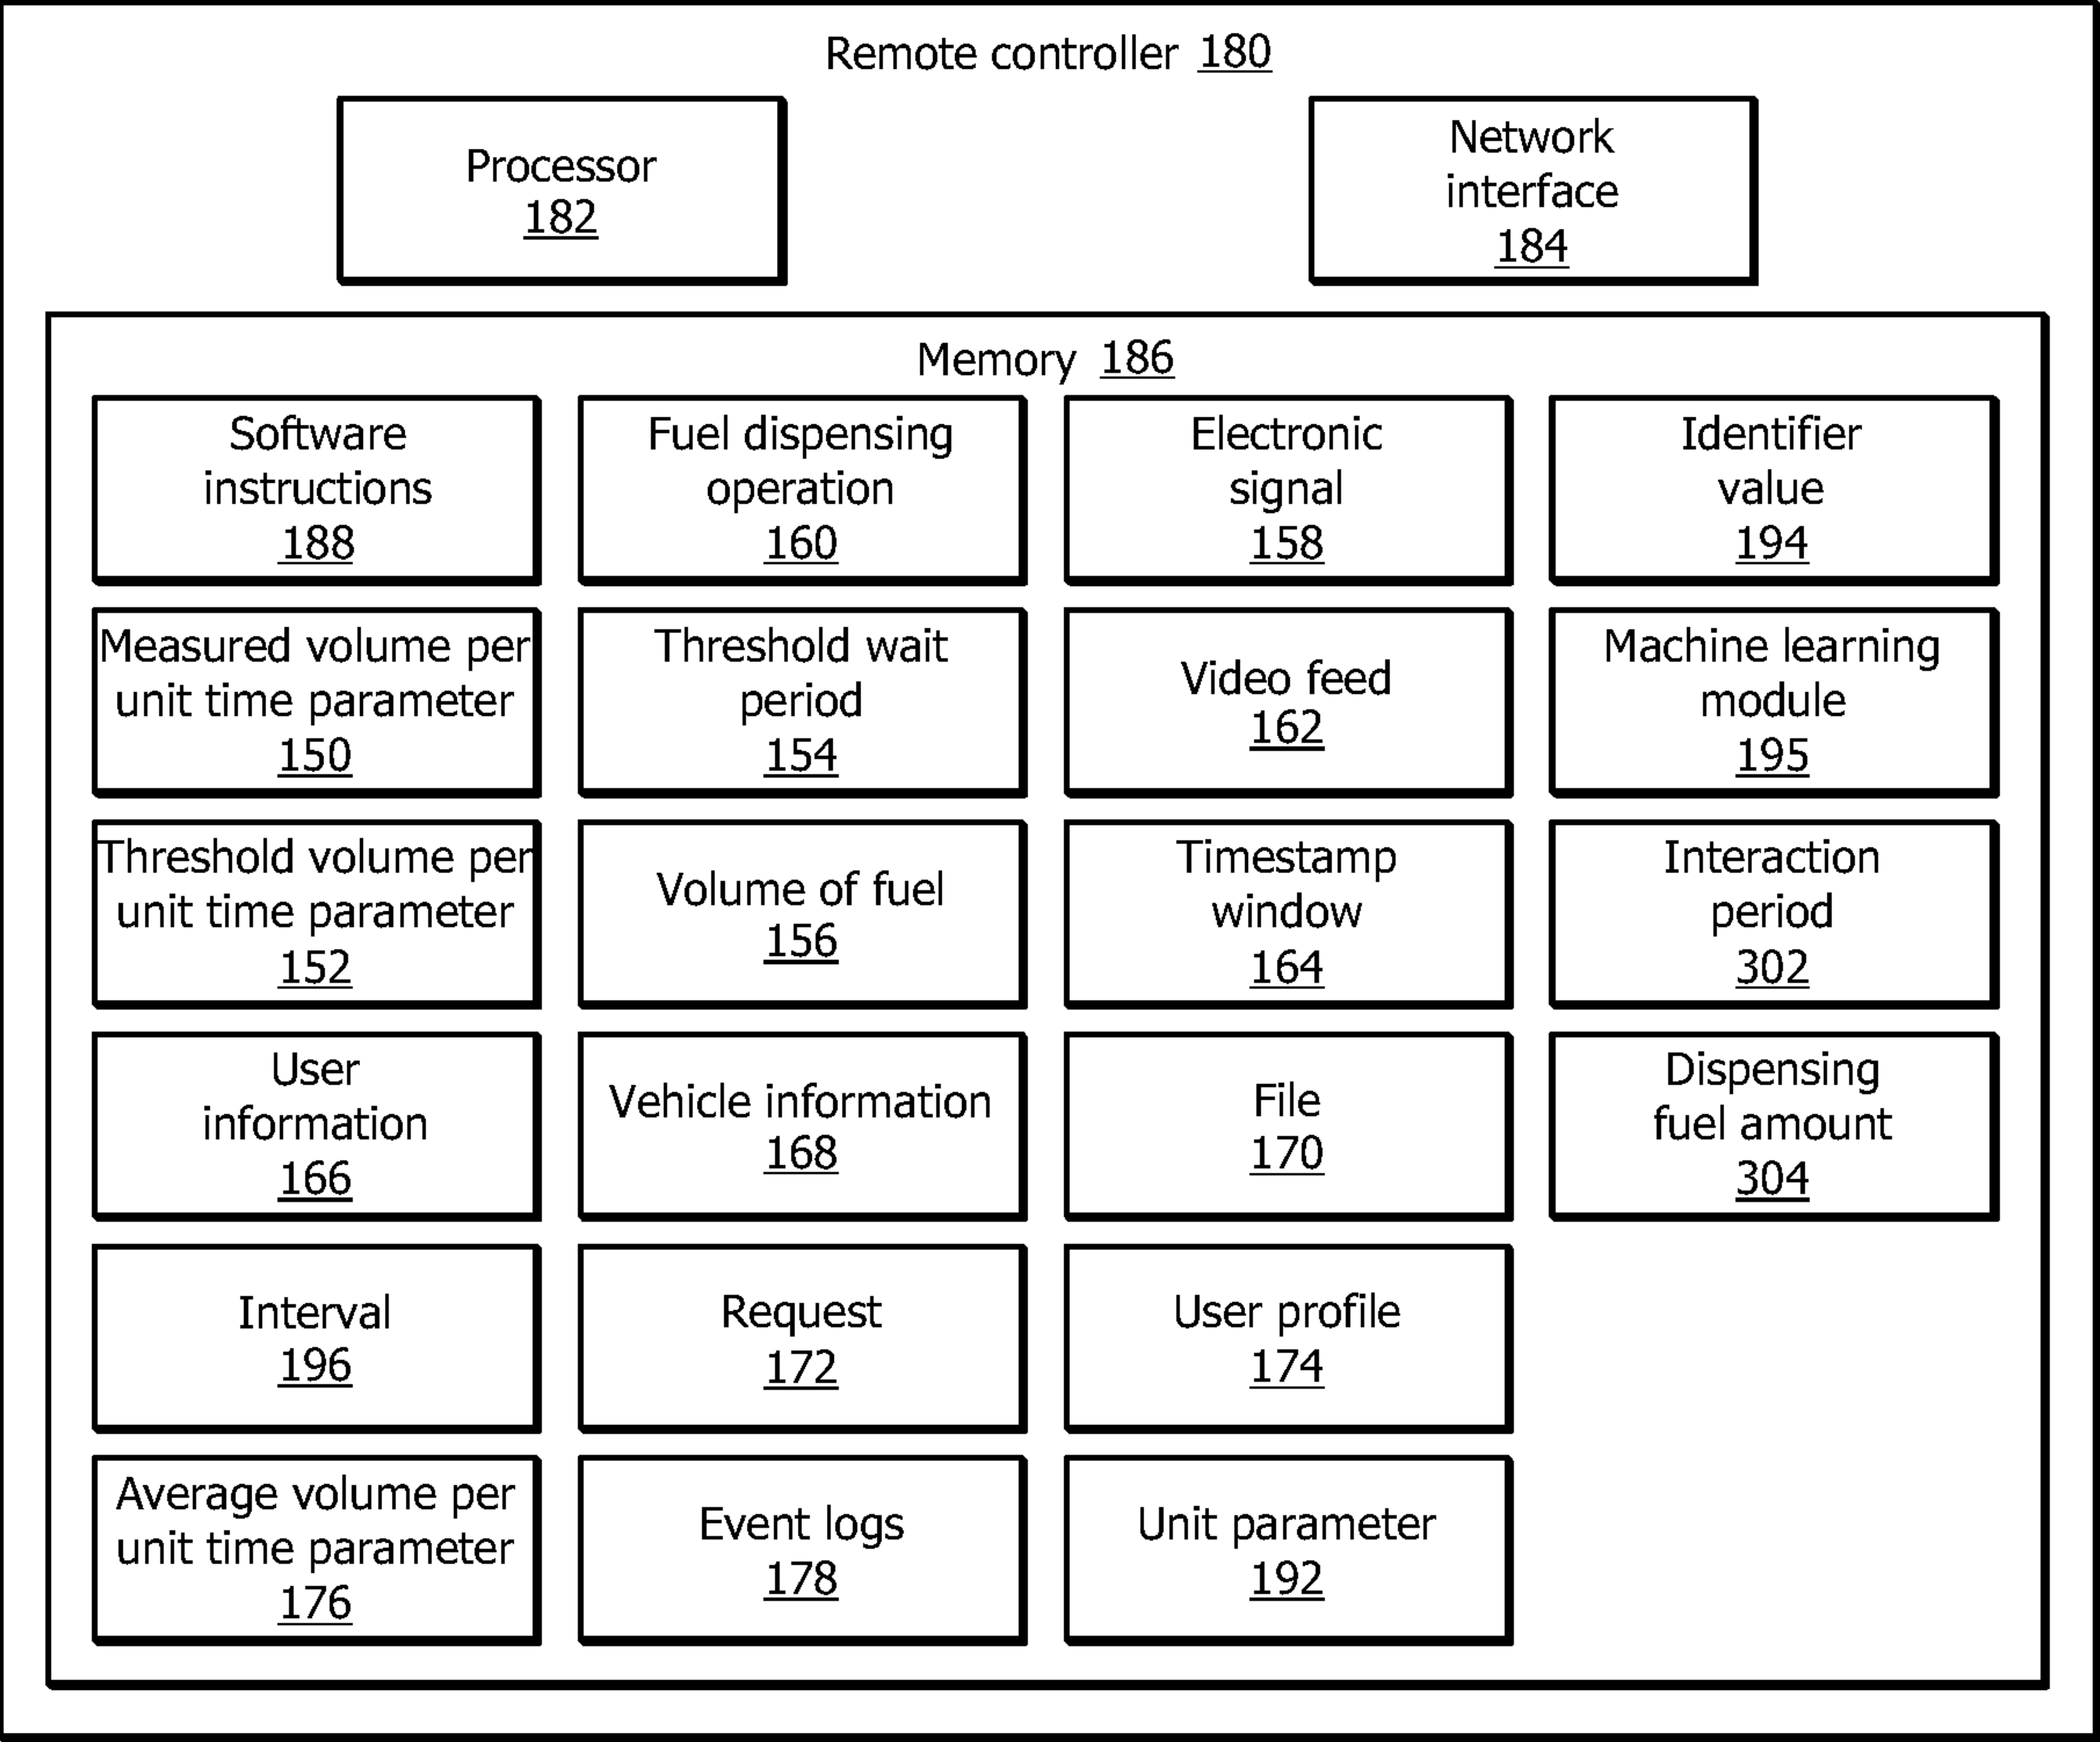 Remote controller 180
Processor
182
Network
interface
184
Memory 186
Software
instructions
188
Fuel dispensing
operation
160
Electronic
signal
158
Identifier
value
194
Measured volume per
unit time parameter
150
Threshold wait
period
154
Video feed
162
Machine learning
module
195
Threshold volume per
unit time parameter
152
Volume of fuel
156
Timestamp
window
164
Interaction
period
302
User
information
166
Vehicle information
168
File
170
Dispensing
fuel amount
304
Interval
196
Request
172
User profile
174
Average volume per
unit time parameter
176
Event logs
178
Unit parameter
192